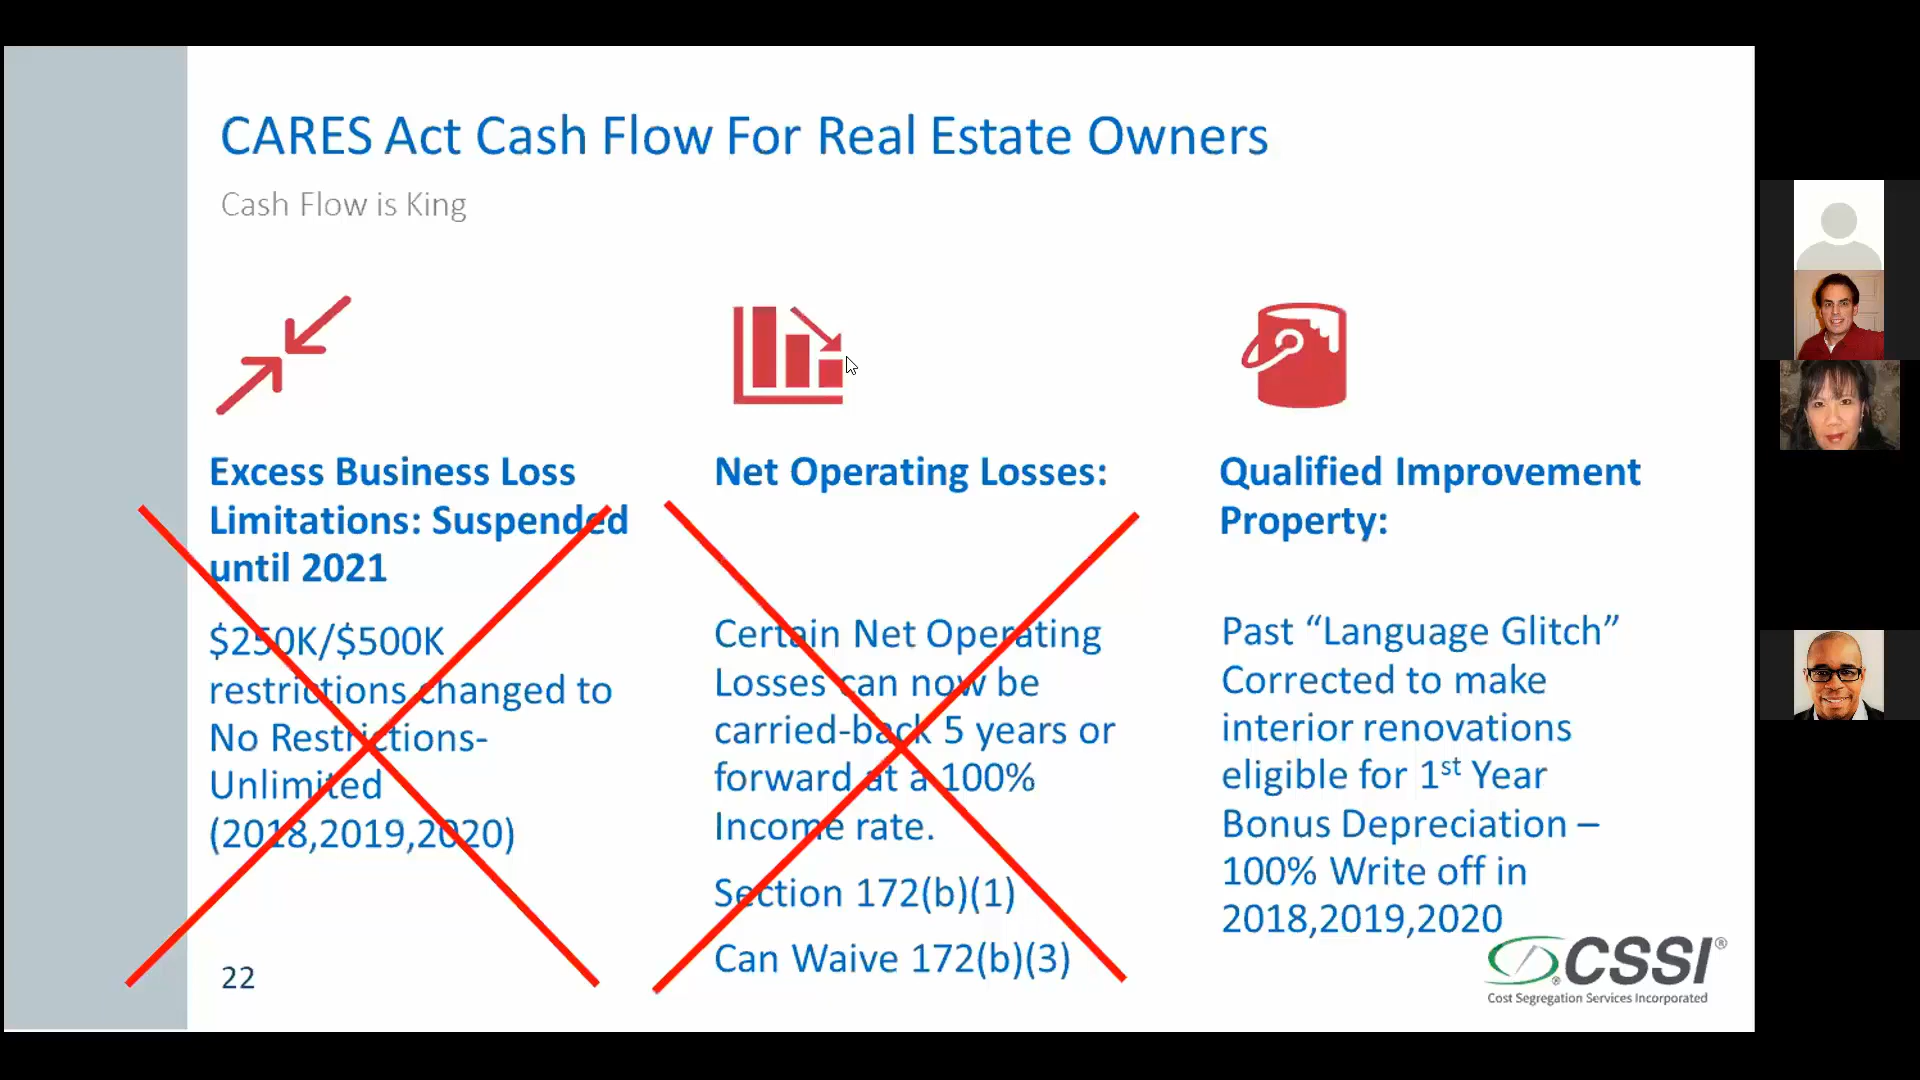 CARES Act Cash Flow For Real Estate Owners
Cash Flow is King
Excess Business Loss
Limitations: Suspended
until 2021
$250K/$500K
restrictions changed to
No Restrictions-
Unlimited
(2018,2019,2020)
Net Operating Losses:
Certain Net Operating
Losses can now be
carried-back 5 years or
forward at a 100%
Income rate.
Section 172(b)(1)
Can Waive 172(b)(3)
Qualified Improvement
Property:
Past “Language Glitch”
Corrected to make
interior renovations
eligible for 1st Year
Bonus Depreciation –
100% Write off in
2018,2019,2020
22
CSSI®
Cost Segregation Services Incorporated